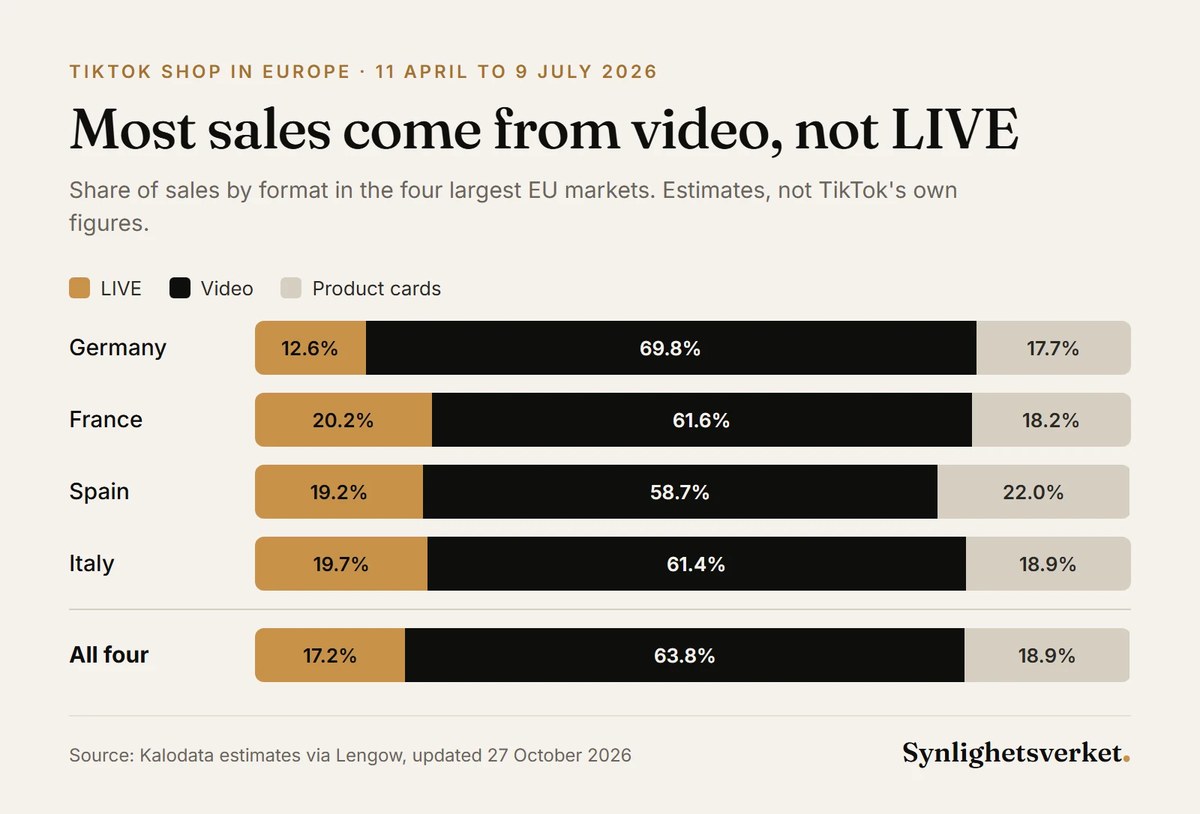 TIKTOK SHOP IN EUROPE · 11 APRIL TO 9 JULY 2026
Most sales come from video, not LIVE
Share of sales by format in the four largest EU markets. Estimates, not TikTok's own
figures.
LIVE Video Product cards
Germany 12.6% 69.8% 17.7%
France 20.2% 61.6% 18.2%
Spain 19.2% 58.7% 22.0%
Italy 19.7% 61.4% 18.9%
All four 17.2% 63.8% 18.9%
Source: Kalodata estimates via Lengow, updated 27 October 2026
Synlighetsverket.